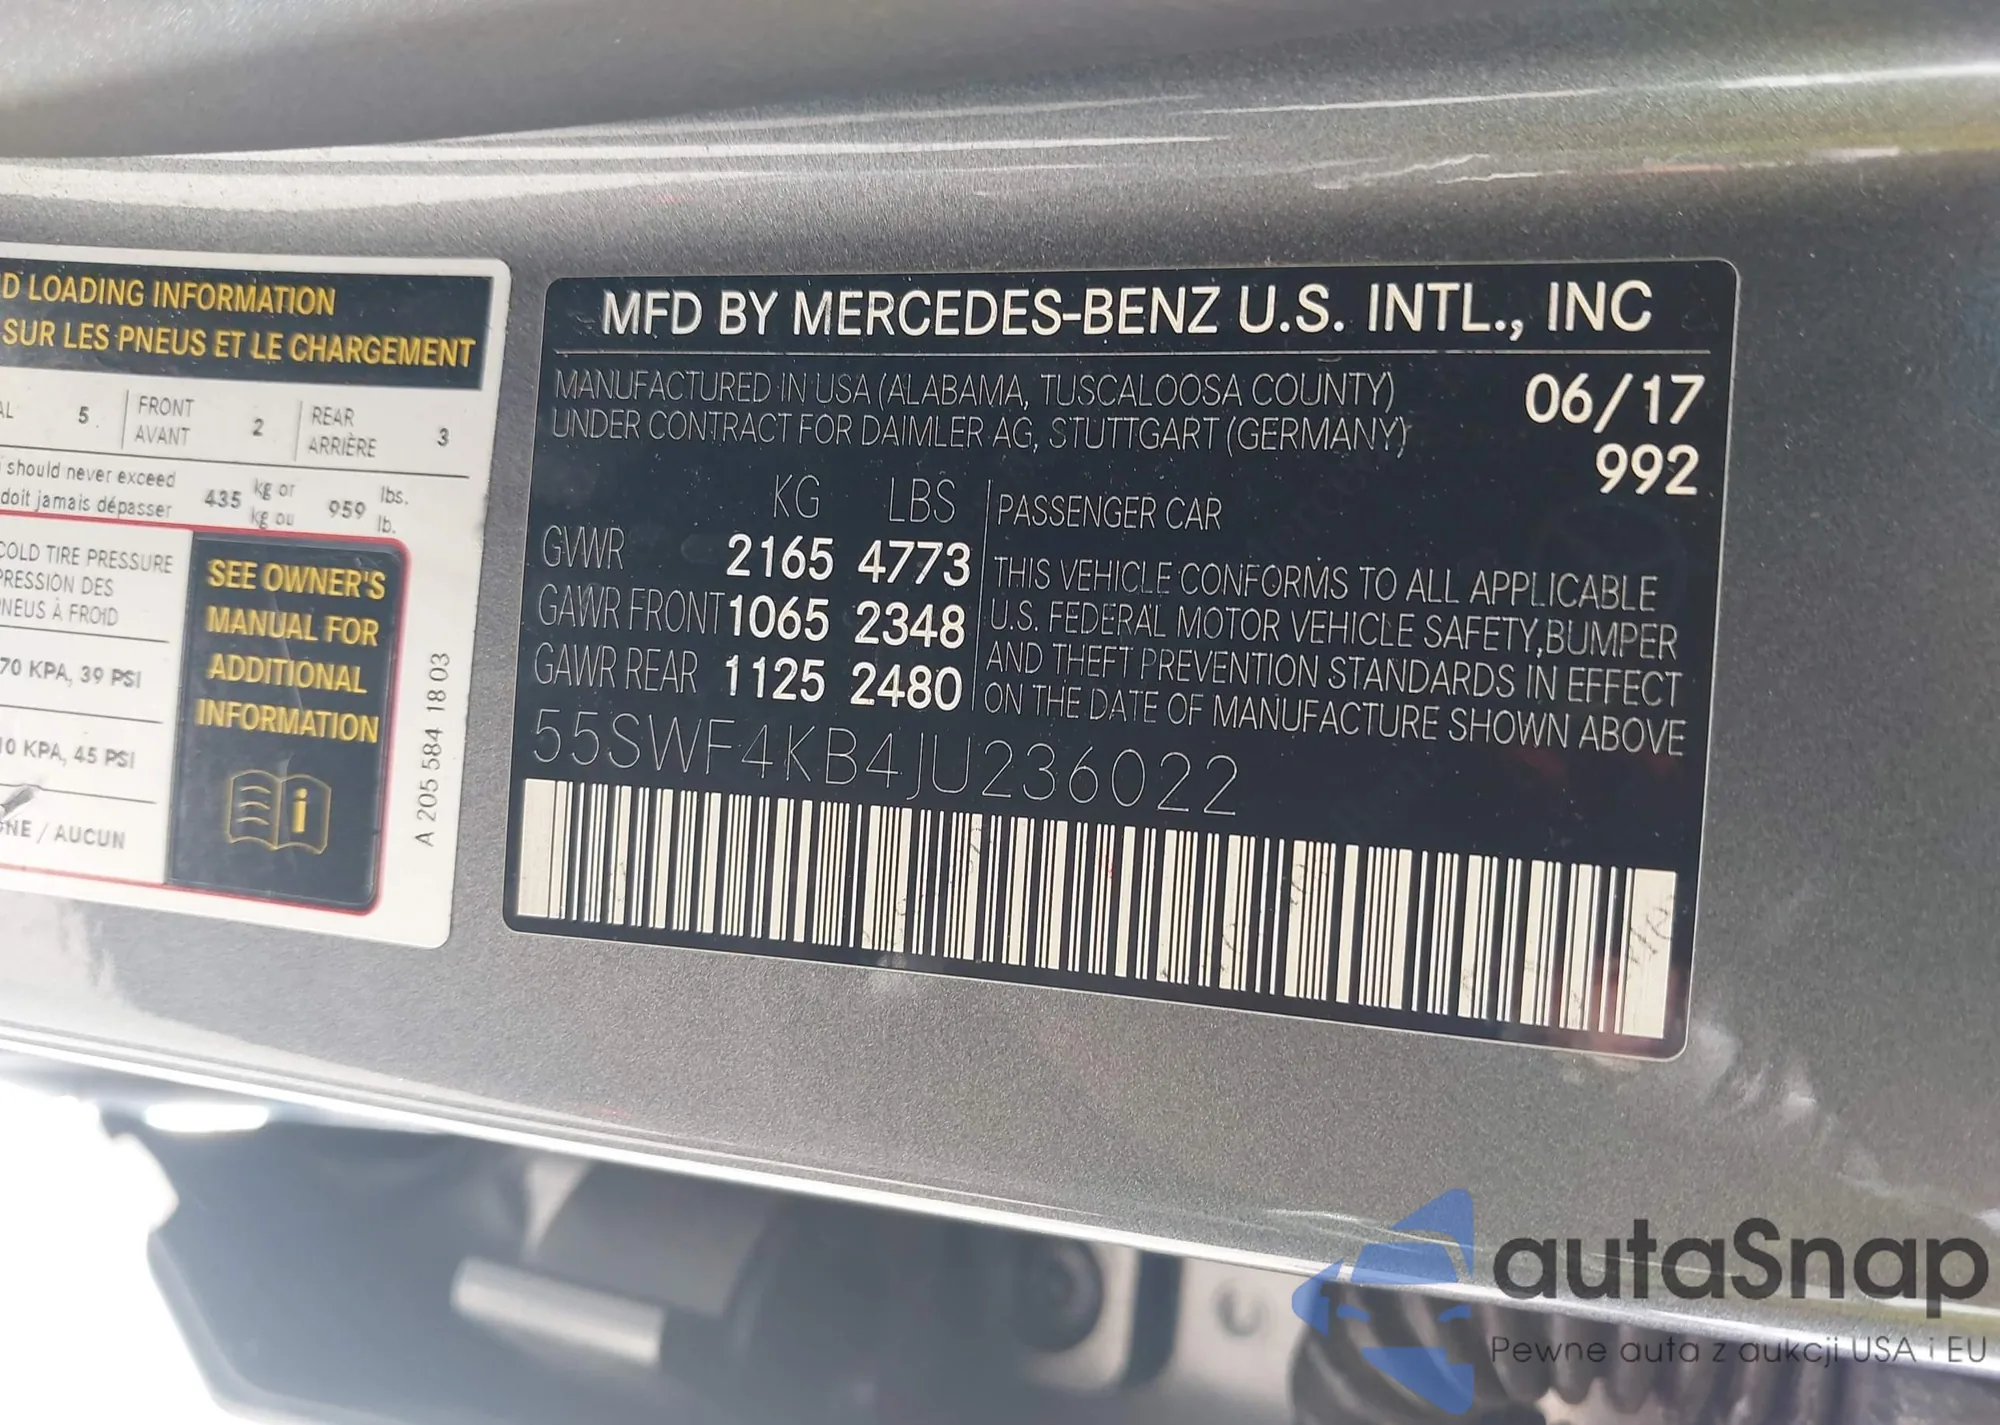 D LOADING INFORMATION
SUR LES PNEUS ET LE CHARGEMENT
AL 5 FRONT AVANT 2 REAR ARRIÈRE 3
should never exceed
doit jamais dépasser
435 kg or kg ou 959 lbs. lb.
COLD TIRE PRESSURE
PRESSION DES
PNEUS À FROID
70 KPA, 39 PSI
10 KPA, 45 PSI
/ AUCUN
SEE OWNER'S
MANUAL FOR
ADDITIONAL
INFORMATION
i
A 205 584 18 03
MFD BY MERCEDES-BENZ U.S. INTL., INC
MANUFACTURED IN USA (ALABAMA, TUSCALOOSA COUNTY)
UNDER CONTRACT FOR DAIMLER AG, STUTTGART (GERMANY)
06/17
992
KG LBS
GVWR 2165 4773
GAWR FRONT 1065 2348
GAWR REAR 1125 2480
PASSENGER CAR
THIS VEHICLE CONFORMS TO ALL APPLICABLE
U.S. FEDERAL MOTOR VEHICLE SAFETY, BUMPER
AND THEFT PREVENTION STANDARDS IN EFFECT
ON THE DATE OF MANUFACTURE SHOWN ABOVE
55SWF4KB4JU236022
autaSnap
Pewne auta z aukcji USA i EU